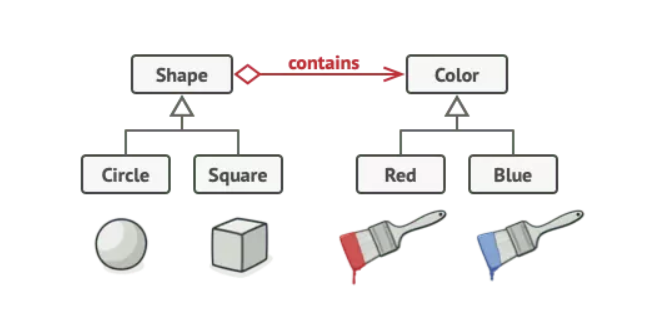 contains
Shape
Color
Circle
Square
Red
Blue